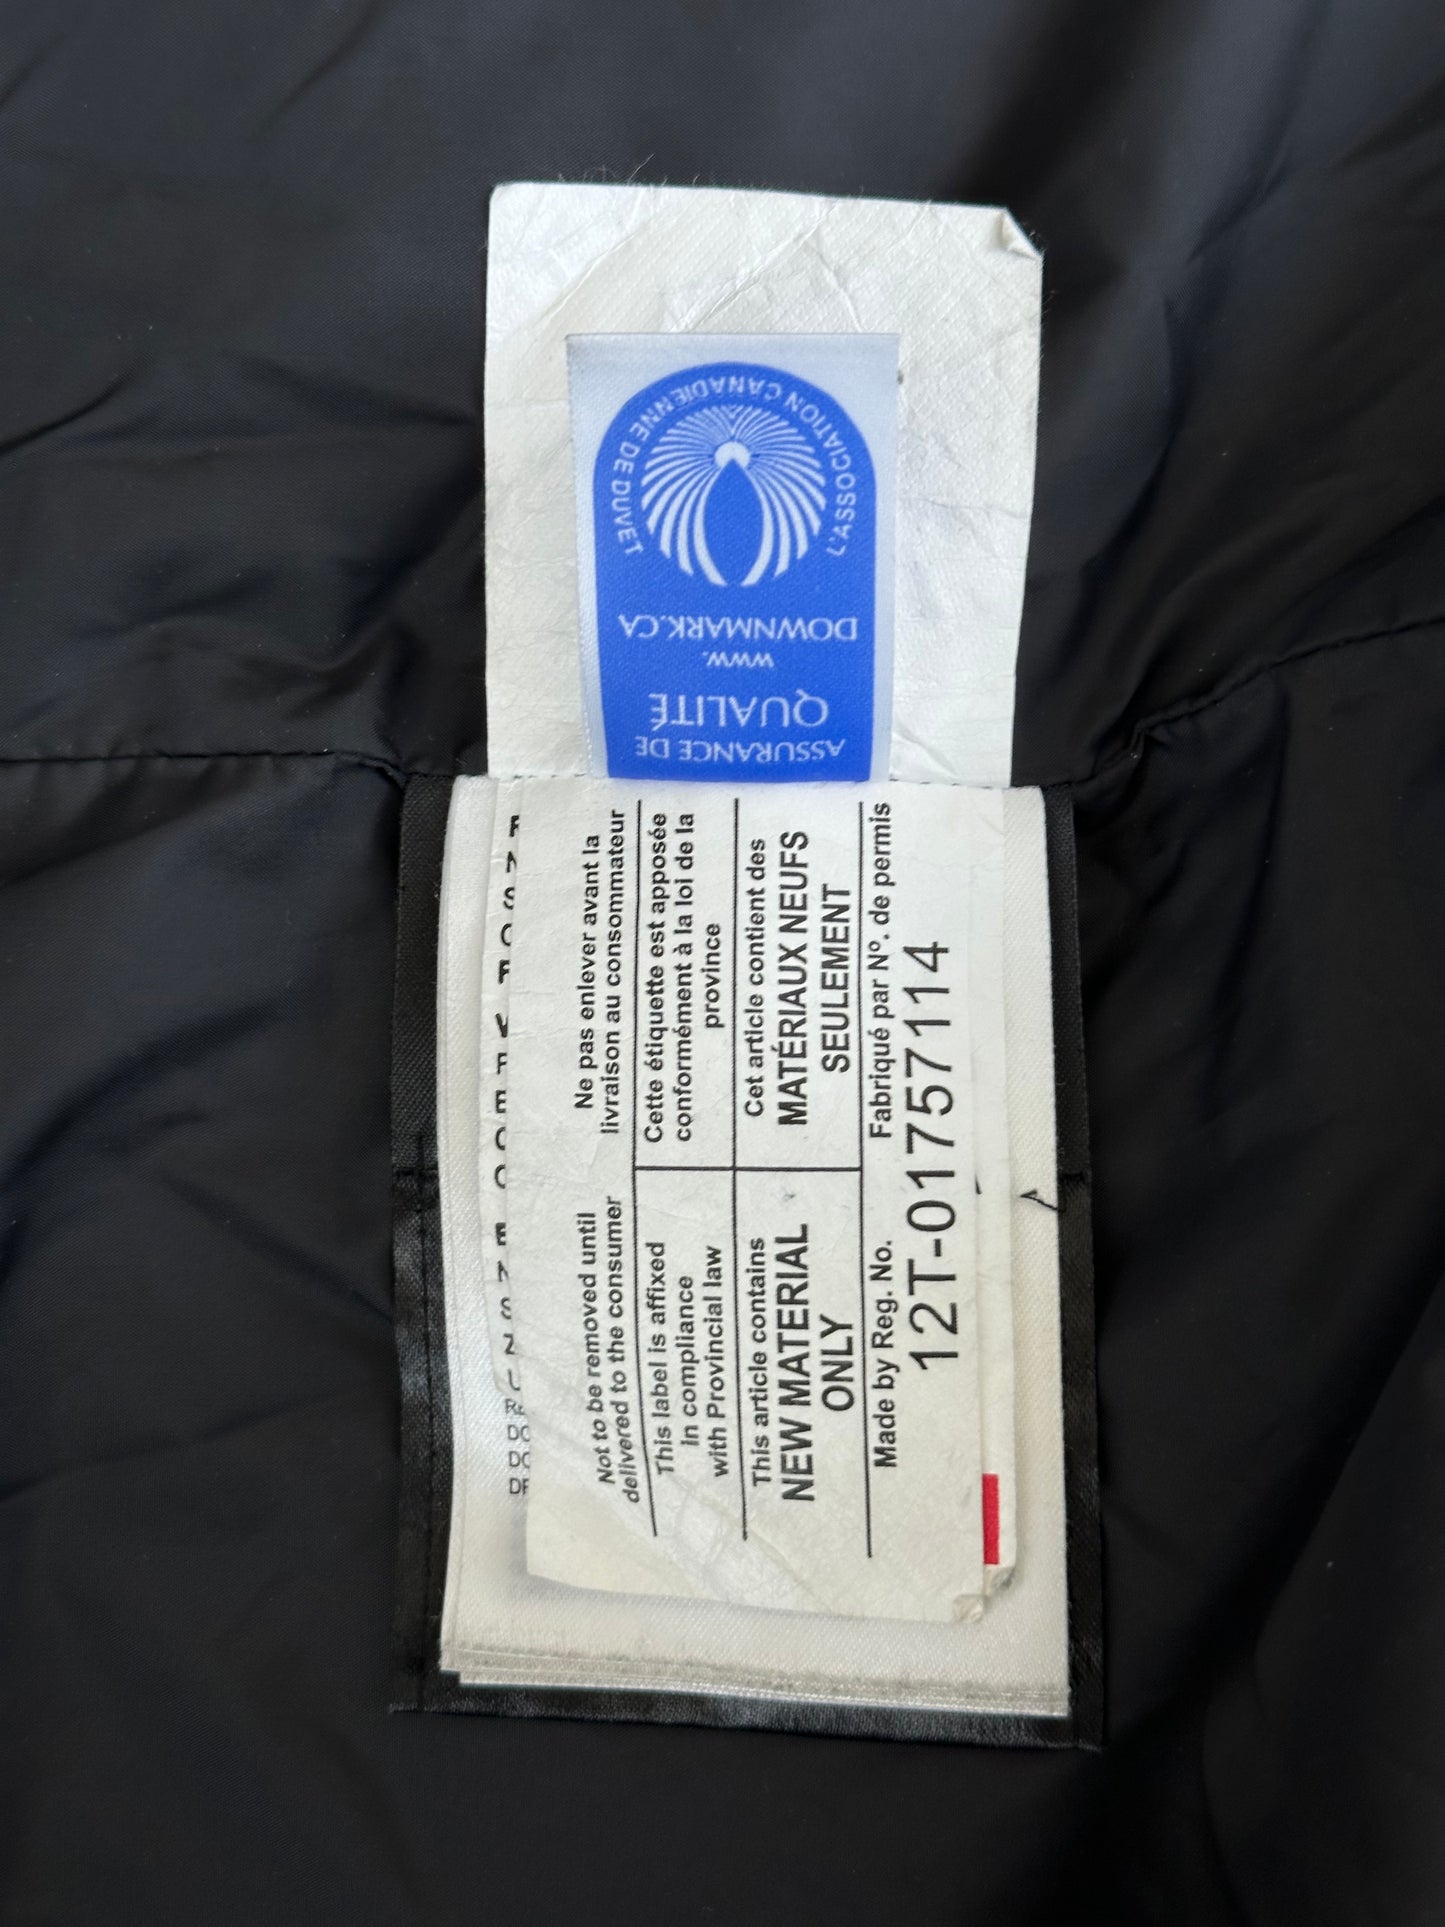 L'ASSOCIATION CANADIENNE DE DUVET
DOWNMARK.CA
WWW.
QUALITÉ
ASSURANCE DE
Not to be removed until
delivered to the consumer
Ne pas enlever avant la
livraison au consommateur
This label is affixed
in compliance
with Provincial law
Cette étiquette est apposée
conformément à la loi de la
province
This article contains
NEW MATERIAL
ONLY
Cet article contient des
MATÉRIAUX NEUFS
SEULEMENT
Made by Reg. No.
Fabriqué par Nº. de permis
12T-01757114